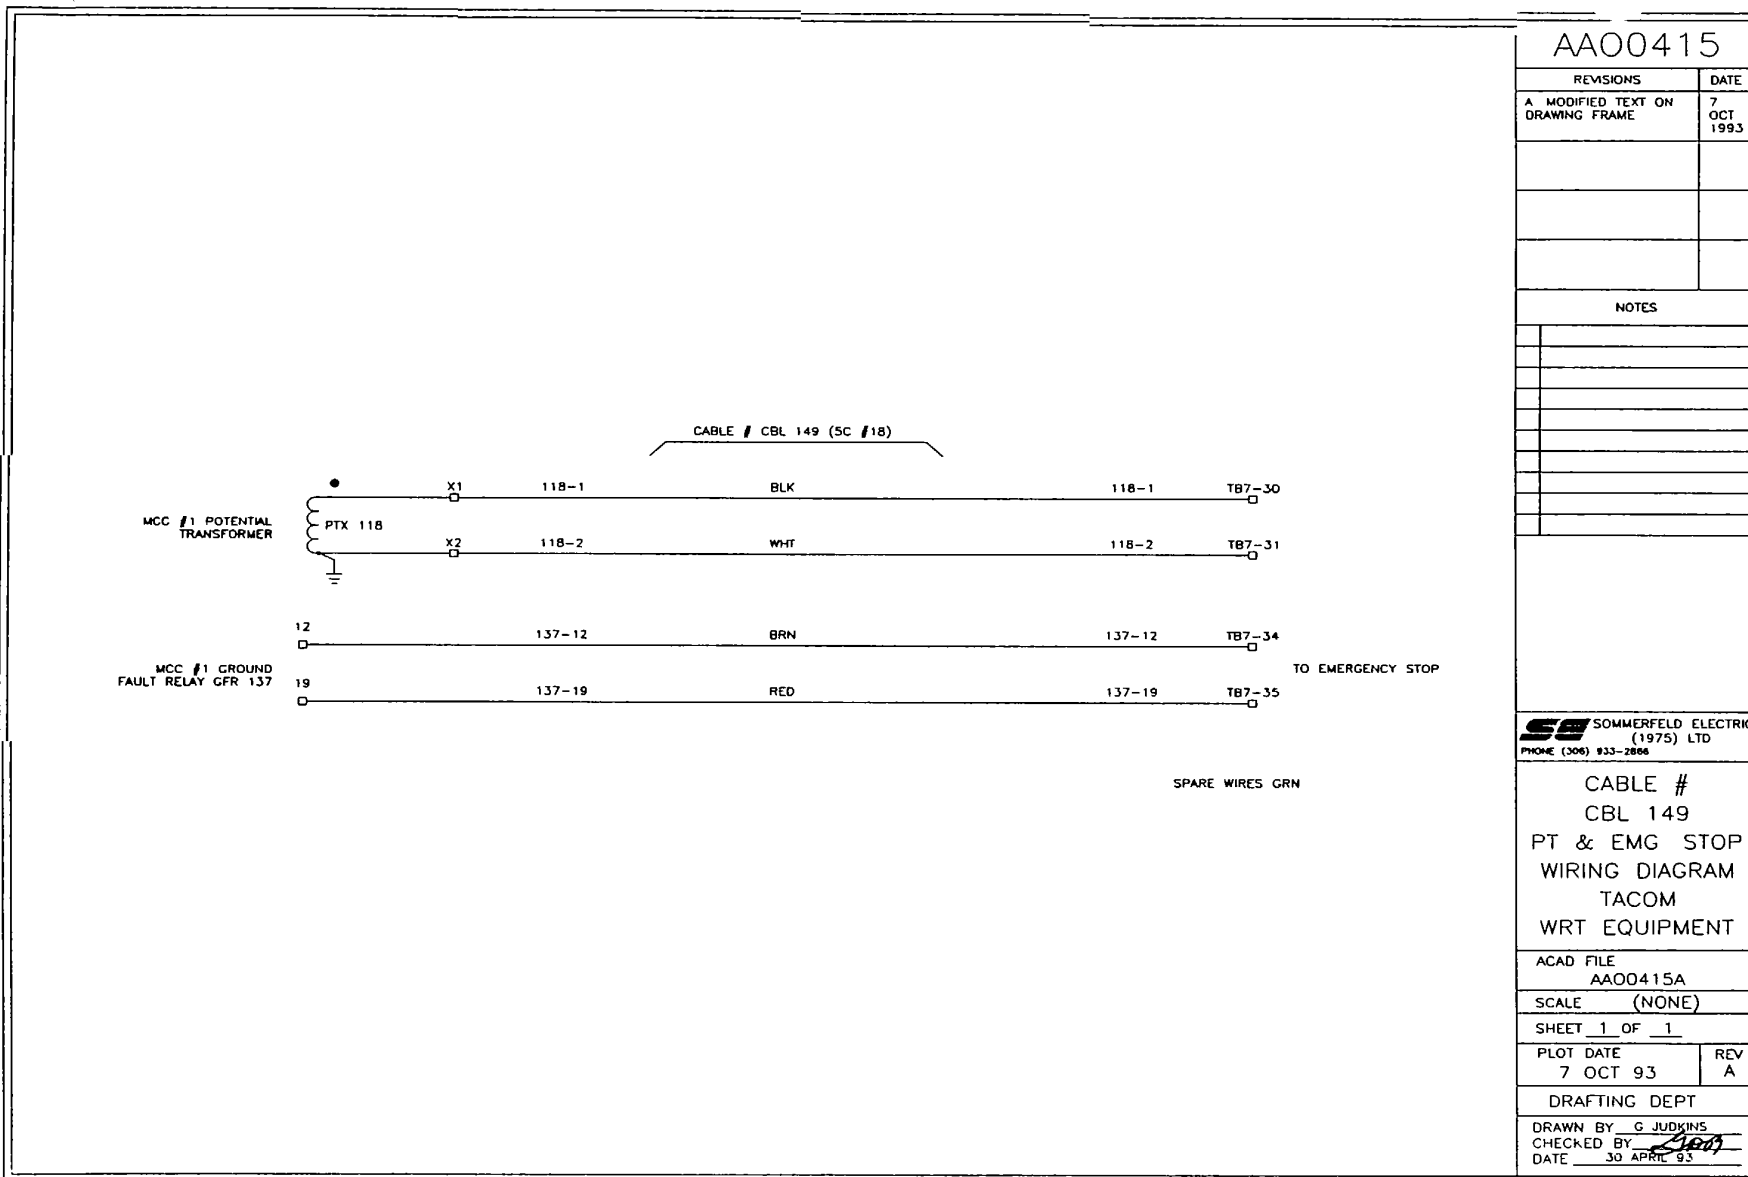 AA00415
REVISIONS DATE
A MODIFIED TEXT ON
DRAWING FRAME
7
OCT
1993
NOTES
CABLE # CBL 149 (5C #18)
X1 118-1 BLK 118-1 TB7-30
MCC #1 POTENTIAL
TRANSFORMER
PTX 118
X2 118-2 WHT 118-2 TB7-31
12 137-12 BRN 137-12 TB7-34
MCC #1 GROUND
FAULT RELAY GFR 137
TO EMERGENCY STOP
19 137-19 RED 137-19 TB7-35
SPARE WIRES GRN
SOMMERFELD ELECTRIC
(1975) LTD
PHONE (306) 933-2866
CABLE #
CBL 149
PT & EMG STOP
WIRING DIAGRAM
TACOM
WRT EQUIPMENT
ACAD FILE
AA00415A
SCALE (NONE)
SHEET 1 OF 1
PLOT DATE
7 OCT 93
REV
A
DRAFTING DEPT
DRAWN BY G JUDKINS
CHECKED BY
DATE 30 APRIL 93